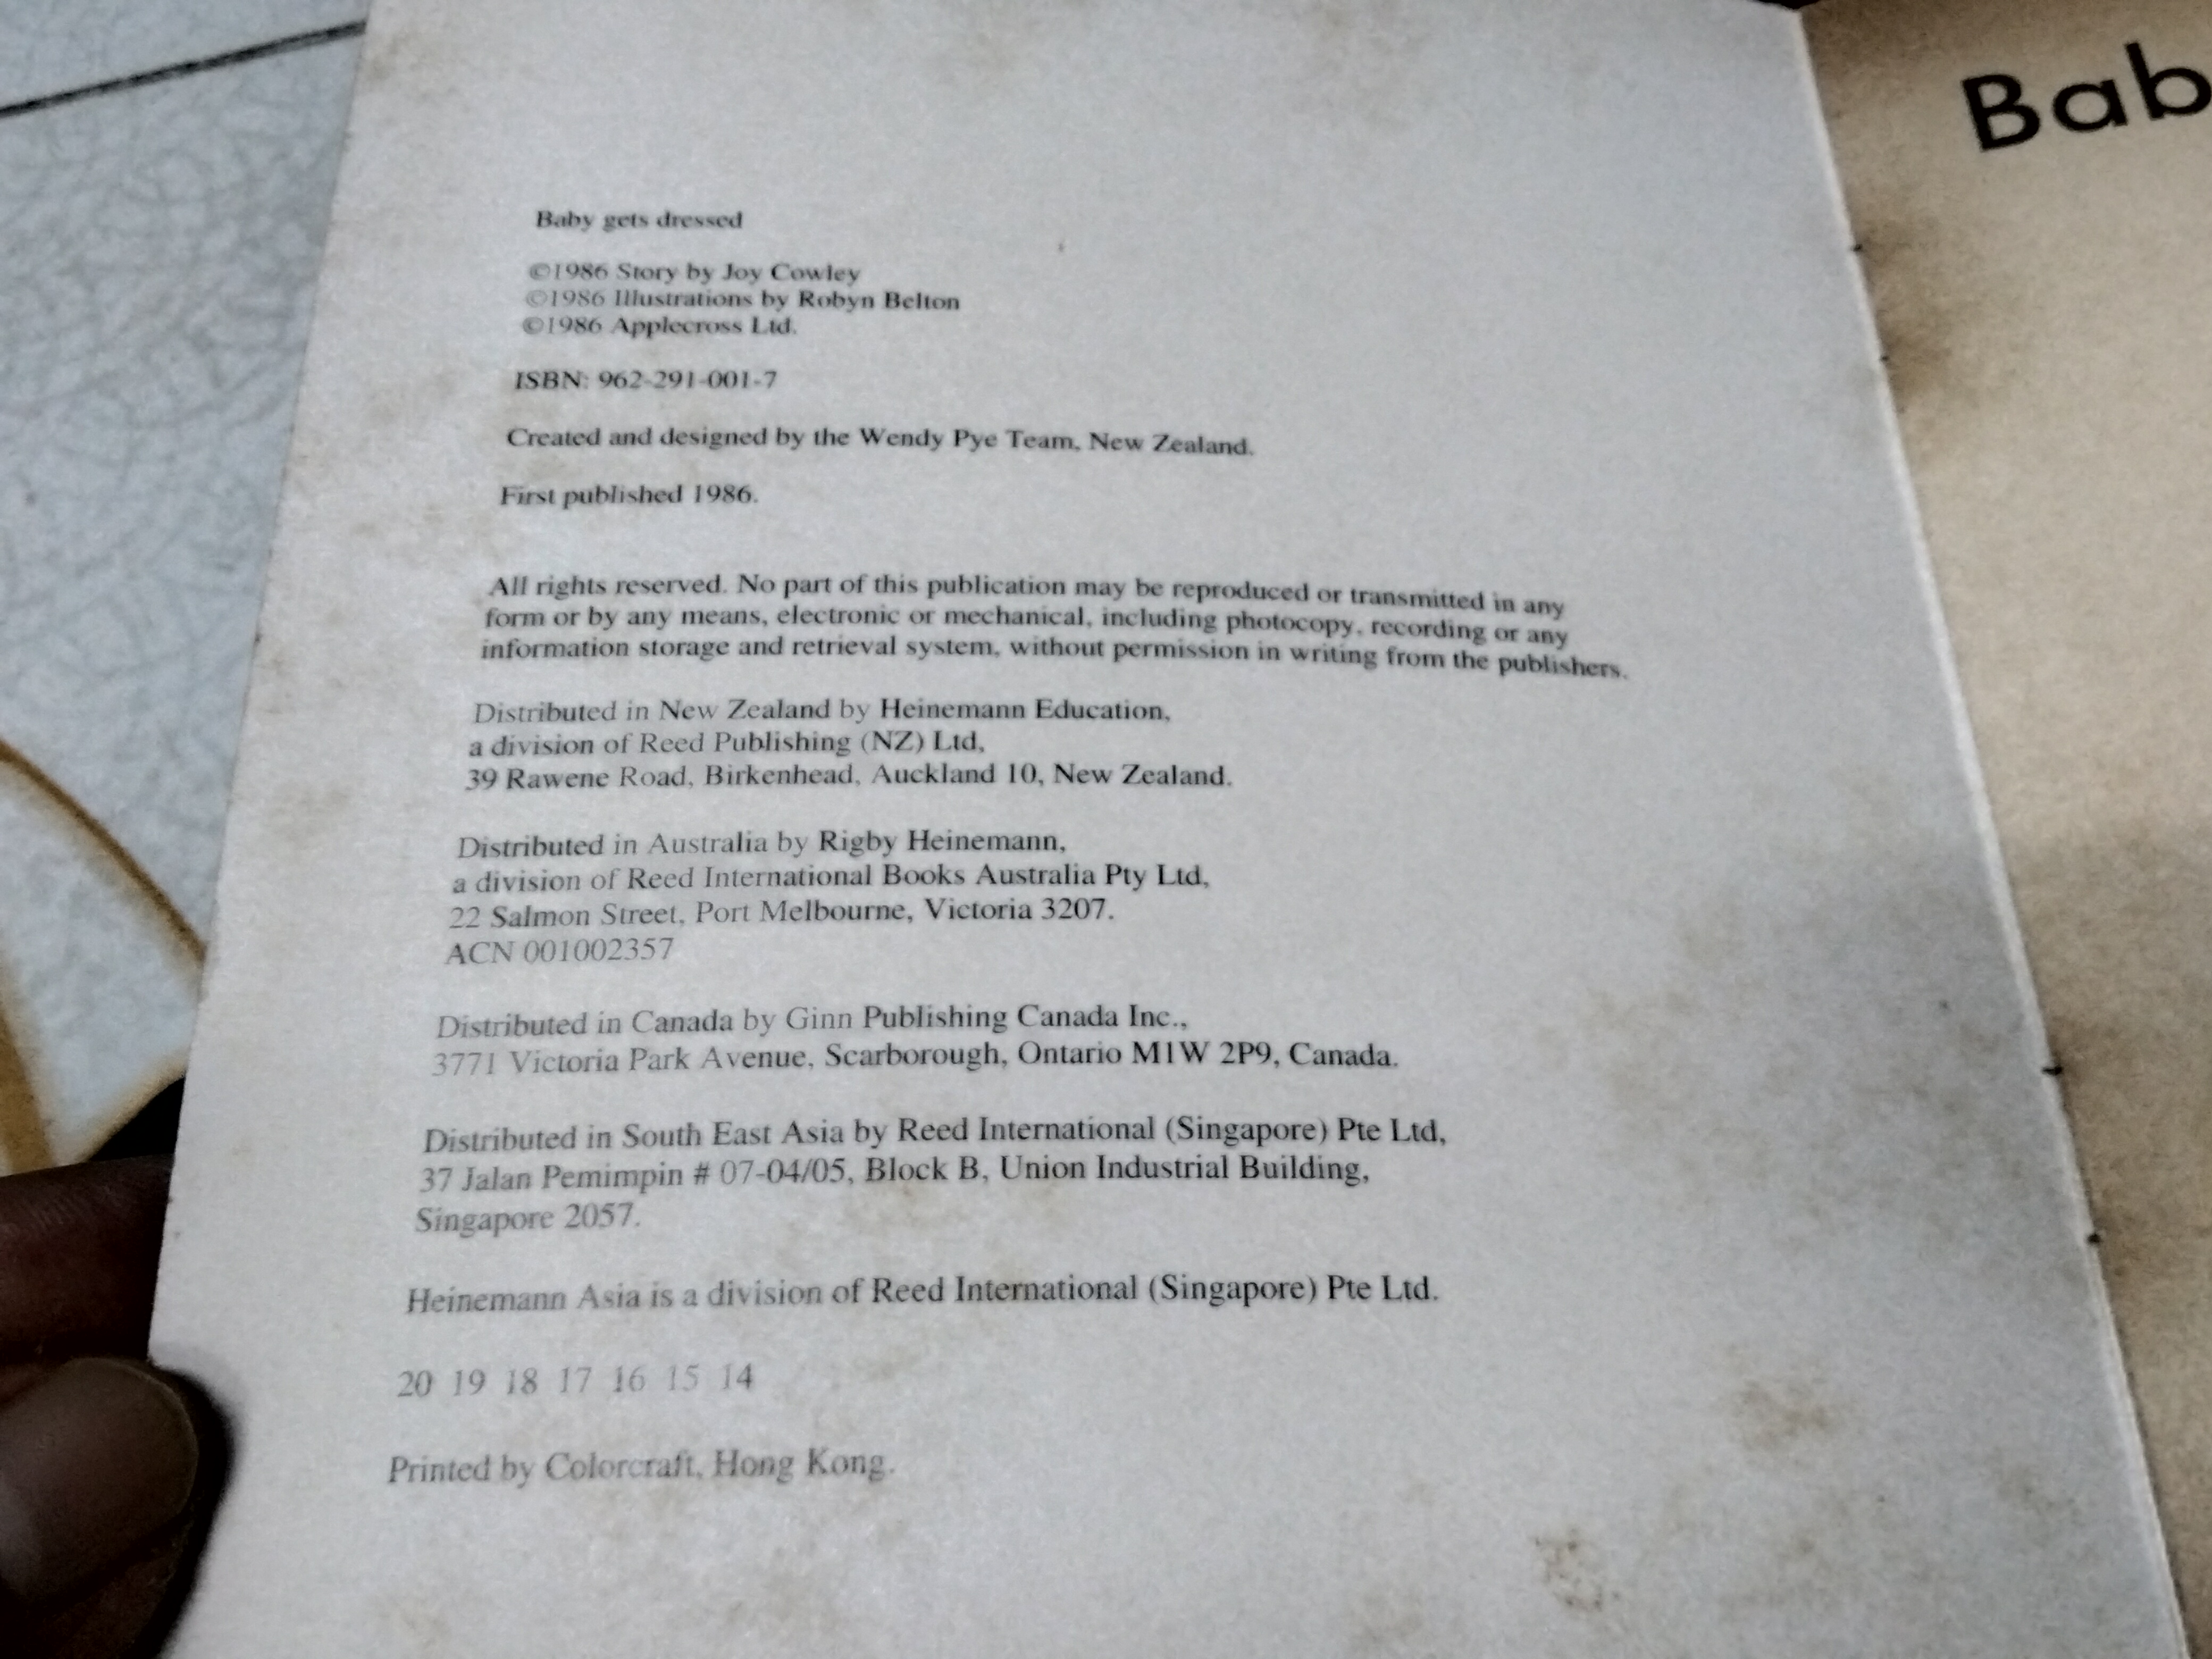 Baby gets dressed
©1986 Story by Joy Cowley
©1986 Illustrations by Robyn Belton
©1986 Applecross Ltd.
ISBN: 962-291-001-7
Created and designed by the Wendy Pye Team, New Zealand.
First published 1986.
All rights reserved. No part of this publication may be reproduced or transmitted in any
form or by any means, electronic or mechanical, including photocopy, recording or any
information storage and retrieval system, without permission in writing from the publishers.
Distributed in New Zealand by Heinemann Education,
a division of Reed Publishing (NZ) Ltd,
39 Rawene Road, Birkenhead, Auckland 10, New Zealand.
Distributed in Australia by Rigby Heinemann,
a division of Reed International Books Australia Pty Ltd,
22 Salmon Street, Port Melbourne, Victoria 3207.
ACN 001002357
Distributed in Canada by Ginn Publishing Canada Inc.,
3771 Victoria Park Avenue, Scarborough, Ontario M1W 2P9, Canada.
Distributed in South East Asia by Reed International (Singapore) Pte Ltd,
37 Jalan Pemimpin # 07-04/05, Block B, Union Industrial Building,
Singapore 2057.
Heinemann Asia is a division of Reed International (Singapore) Pte Ltd.
20 19 18 17 16 15 14
Printed by Colorcraft, Hong Kong.
Bab